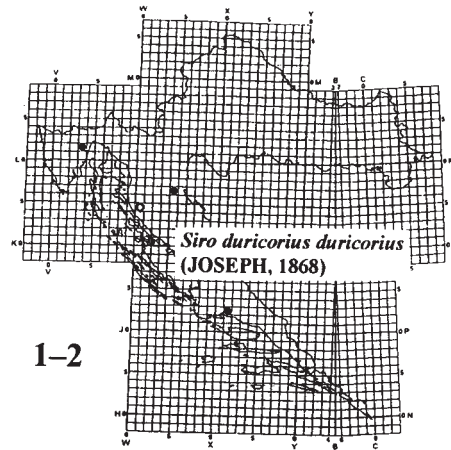 W X Y
M M B C
V
L
K
V
Siro duricorius duricorius
(JOSEPH, 1868)
1–2
J P
H N
W X Y B C